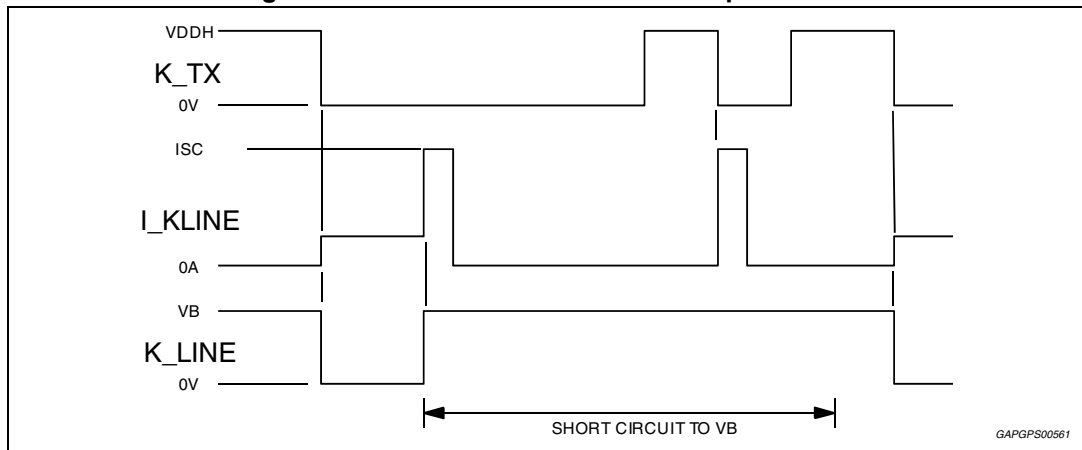 VDDH
K_TX
0V
ISC
I_KLINE
0A
VB
K_LINE
0V
SHORT CIRCUIT TO VB
GAPGPS00561